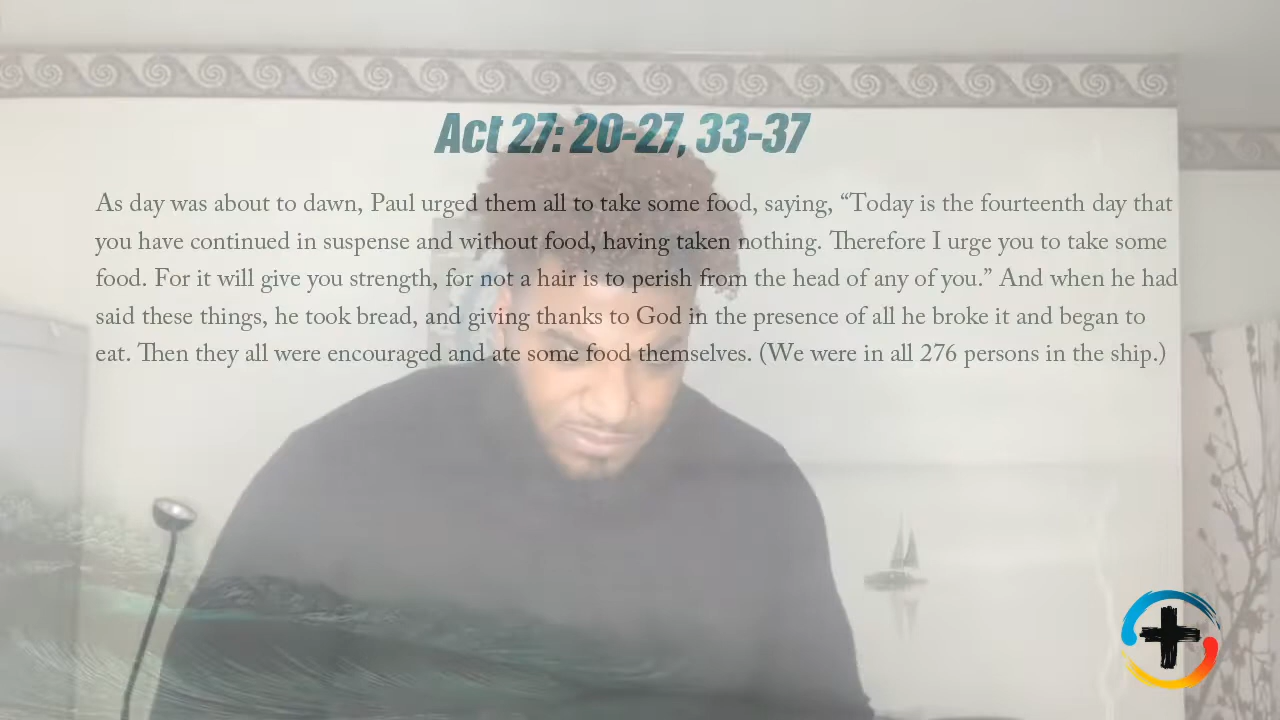 Act 27: 20-27, 33-37
As day was about to dawn, Paul urged them all to take some food, saying, “Today is the fourteenth day that
you have continued in suspense and without food, having taken nothing. Therefore I urge you to take some
food. For it will give you strength, for not a hair is to perish from the head of any of you.” And when he had
said these things, he took bread, and giving thanks to God in the presence of all he broke it and began to
eat. Then they all were encouraged and ate some food themselves. (We were in all 276 persons in the ship.)